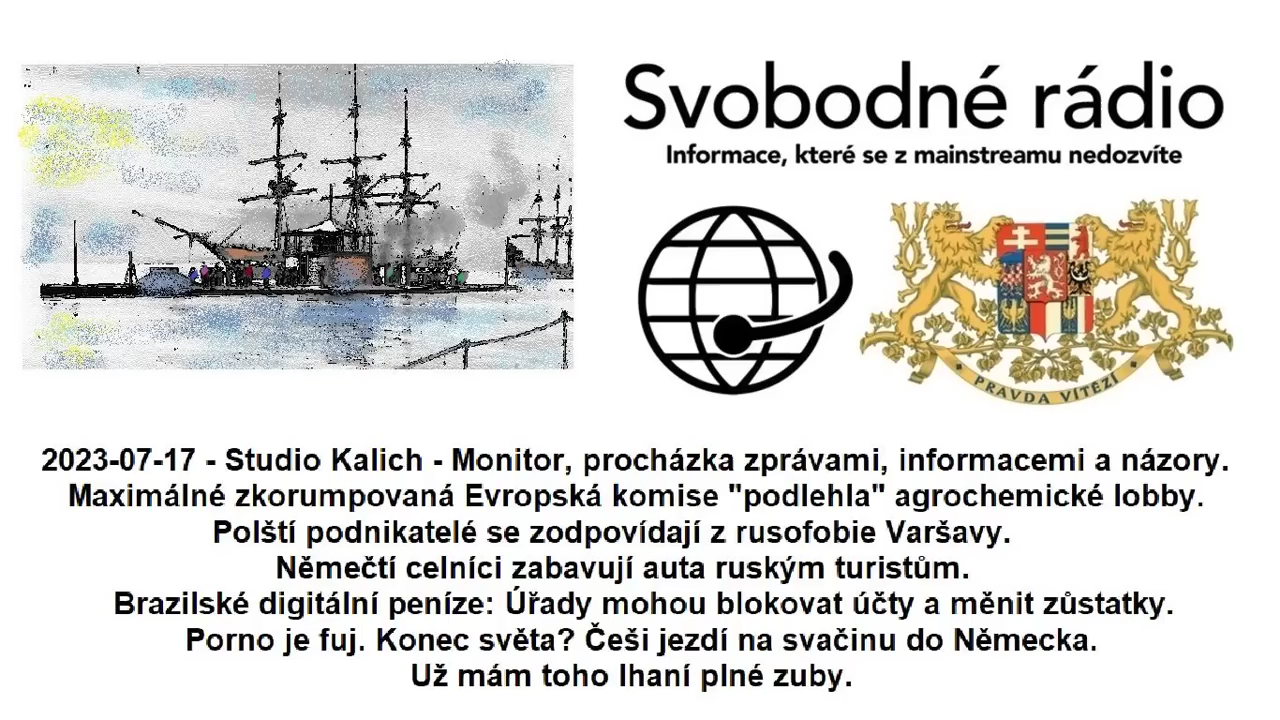 Svobodné rádio
Informace, které se z mainstreamu nedozvíte
PRAVDA VÍTĚZÍ
2023-07-17 - Studio Kalich - Monitor, procházka zprávami, informacemi a názory.
Maximálné zkorumpovaná Evropská komise "podlehla" agrochemické lobby.
Polští podnikatelé se zodpovídají z rusofobie Varšavy.
Němečtí celníci zabavují auta ruským turistům.
Brazilské digitální peníze: Úřady mohou blokovat účty a měnit zůstatky.
Porno je fuj. Konec světa? Češi jezdí na svačinu do Německa.
Už mám toho lhaní plné zuby.